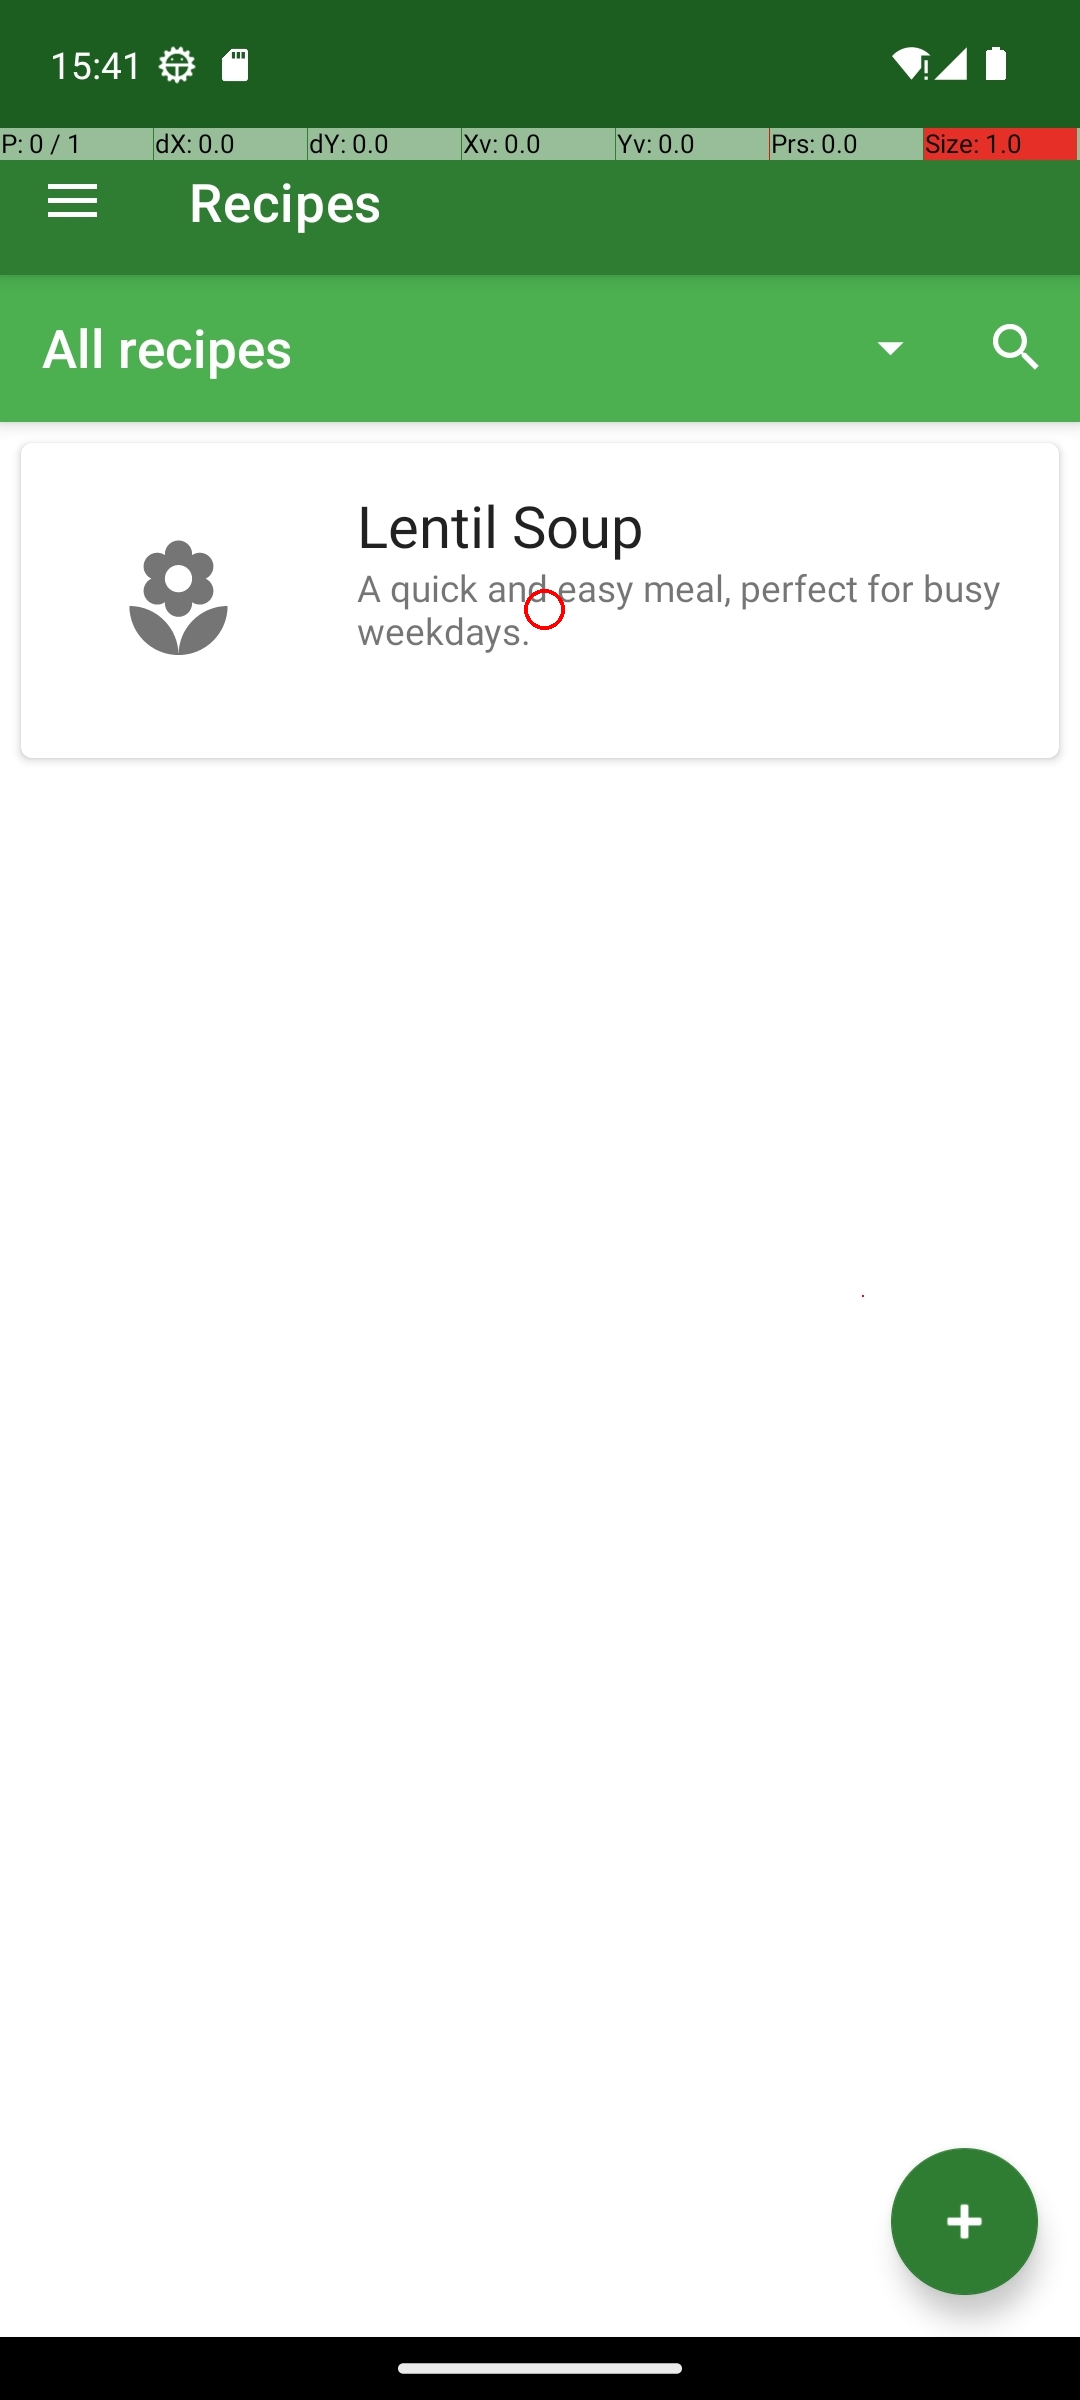 15:41
P: 0 / 1 dX: 0.0 dY: 0.0 Xv: 0.0 Yv: 0.0 Prs: 0.0 Size: 1.0
Recipes
All recipes
Lentil Soup
A quick and easy meal, perfect for busy
weekdays.